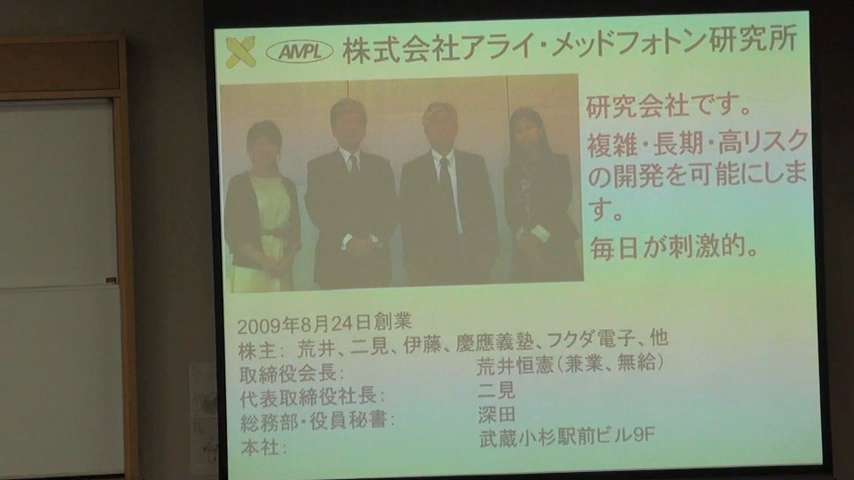 AMPL 株式会社アライ・メッドフォトン研究所
研究会社です。
複雑・長期・高リスク
の開発を可能にしま
す。
毎日が刺激的。
2009年8月24日創業
株主： 荒井、二見、伊藤、慶應義塾、フクダ電子、他
取締役会長： 荒井恒憲（兼業、無給）
代表取締役社長： 二見
総務部・役員秘書： 深田
本社： 武蔵小杉駅前ビル9F